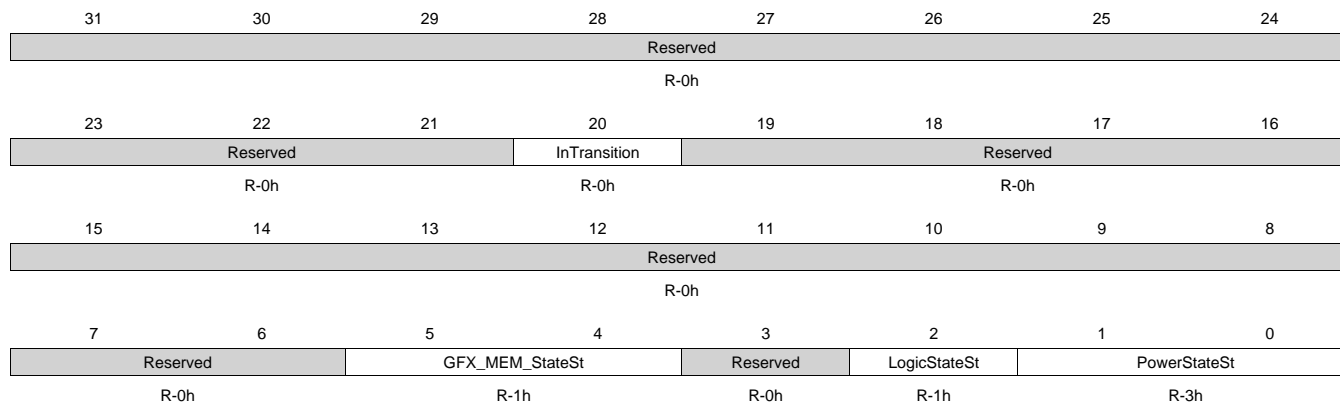 31 30 29 28 27 26 25 24
Reserved
R-0h
23 22 21 20 19 18 17 16
Reserved InTransition Reserved
R-0h R-0h R-0h
15 14 13 12 11 10 9 8
Reserved
R-0h
7 6 5 4 3 2 1 0
Reserved GFX_MEM_StateSt Reserved LogicStateSt PowerStateSt
R-0h R-1h R-0h R-1h R-3h